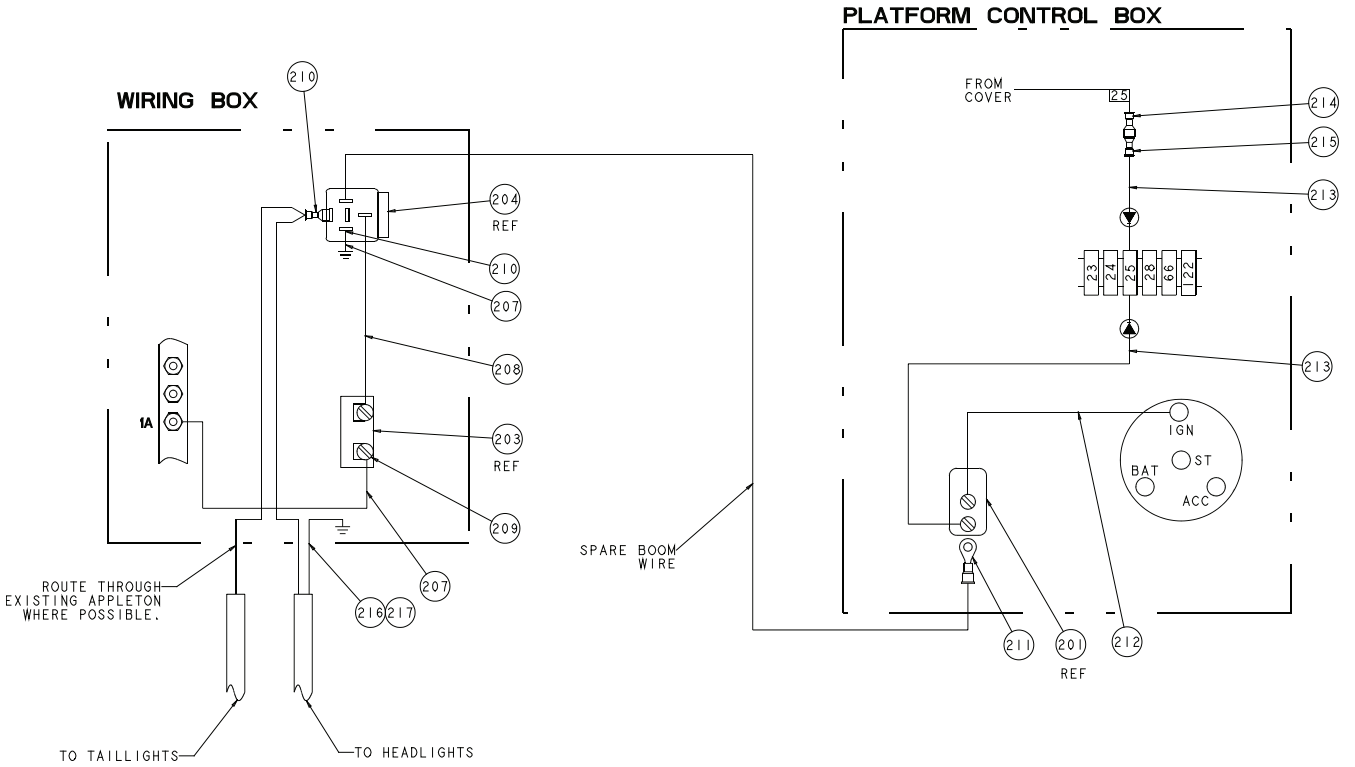 PLATFORM CONTROL BOX
FROM
COVER
25
214
215
213
23
24
25
28
66
122
213
IGN
ST
BAT
ACC
212
201
REF
211
WIRING BOX
210
204
REF
210
207
208
1A
203
REF
209
207
216
217
SPARE BOOM
WIRE
ROUTE THROUGH
EXISTING APPLETON
WHERE POSSIBLE.
TO TAILLIGHTS
TO HEADLIGHTS